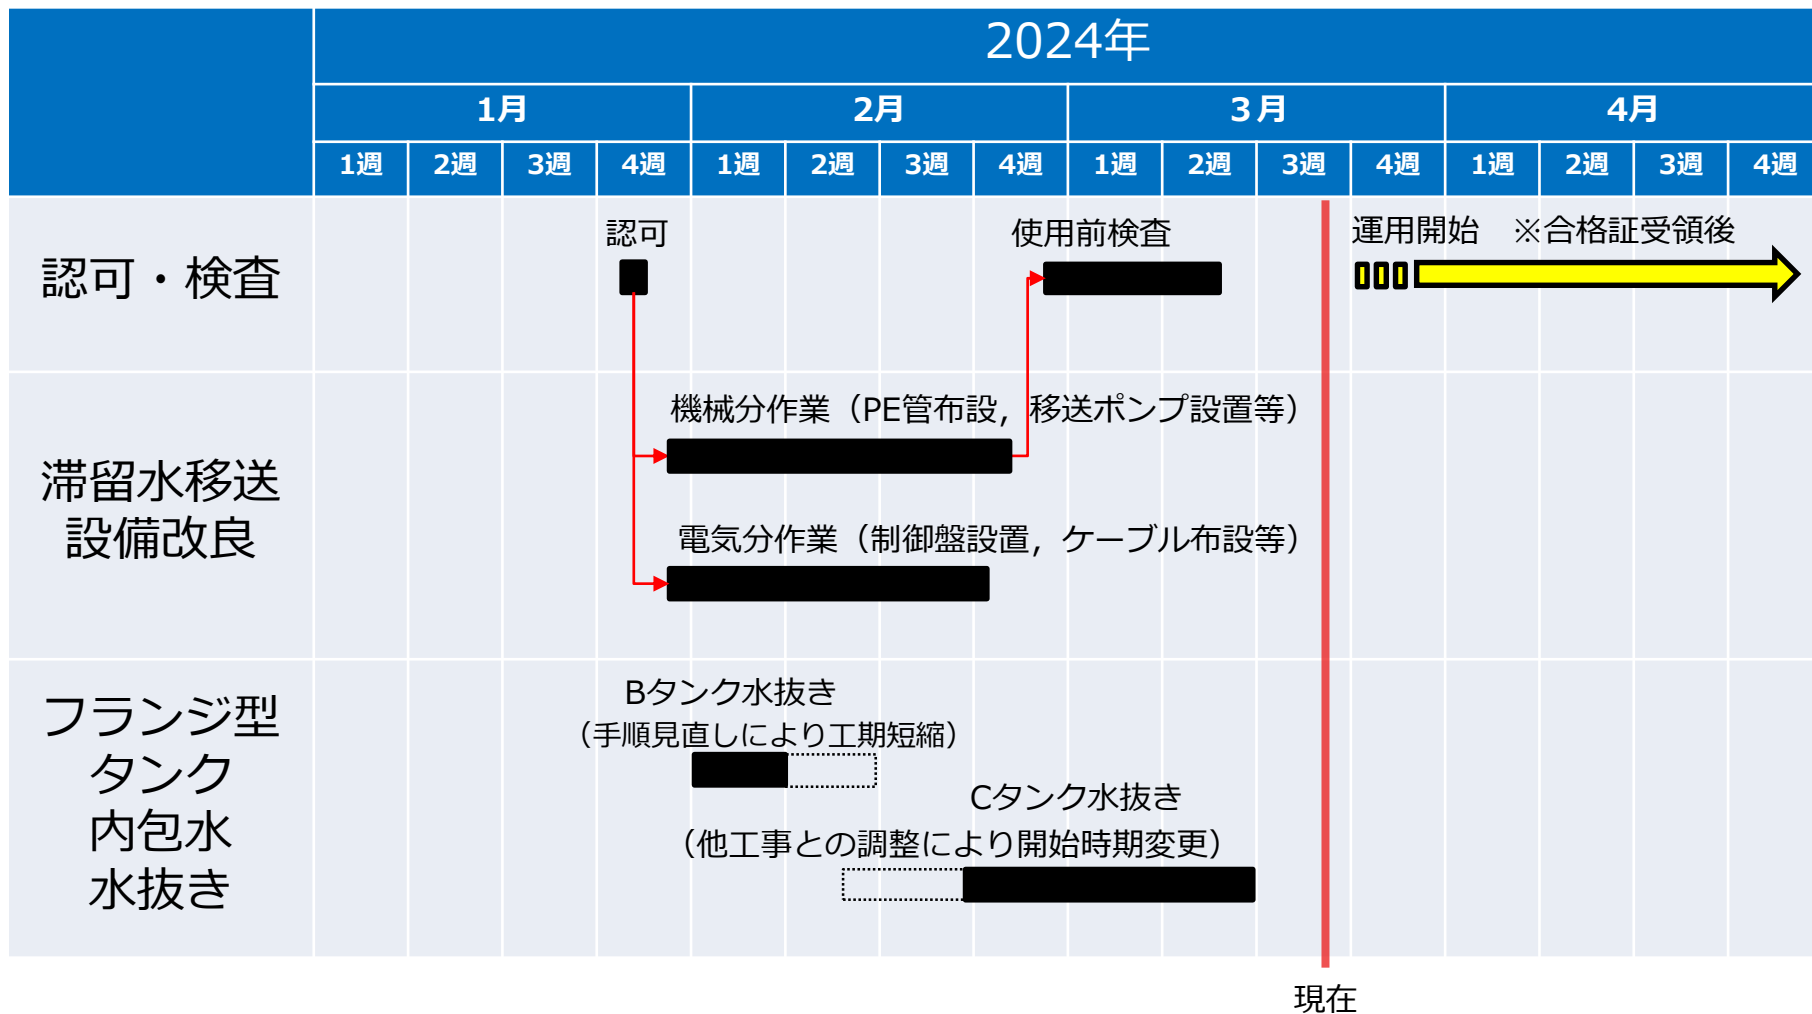 2024年
1月 2月 3月 4月
1週 2週 3週 4週 1週 2週 3週 4週 1週 2週 3週 4週 1週 2週 3週 4週
認可・検査
認可
使用前検査
運用開始 ※合格証受領後
滞留水移送
設備改良
機械分作業（PE管布設，移送ポンプ設置等）
電気分作業（制御盤設置，ケーブル布設等）
フランジ型
タンク
内包水
水抜き
Bタンク水抜き
（手順見直しにより工期短縮）
Cタンク水抜き
（他工事との調整により開始時期変更）
現在